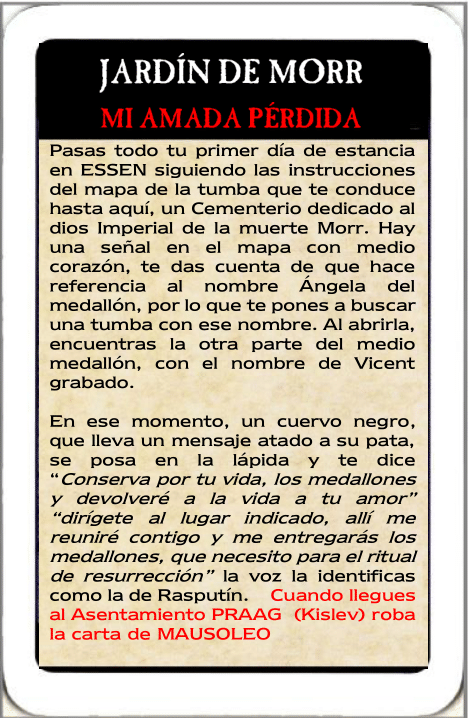 JARDÍN DE MORR
MI AMADA PÉRDIDA
Pasas todo tu primer día de estancia
en ESSEN siguiendo las instrucciones
del mapa de la tumba que te conduce
hasta aquí, un Cementerio dedicado al
dios Imperial de la muerte Morr. Hay
una señal en el mapa con medio
corazón, te das cuenta de que hace
referencia al nombre Ángela del
medallón, por lo que te pones a buscar
una tumba con ese nombre. Al abrirla,
encuentras la otra parte del medio
medallón, con el nombre de Vicent
grabado.
En ese momento, un cuervo negro,
que lleva un mensaje atado a su pata,
se posa en la lápida y te dice
“Conserva por tu vida, los medallones
y devolveré a la vida a tu amor”
“dirígete al lugar indicado, allí me
reuniré contigo y me entregarás los
medallones, que necesito para el ritual
de resurrección” la voz la identificas
como la de Rasputín. Cuando llegues
al Asentamiento PRAAG (Kislev) roba
la carta de MAUSOLEO